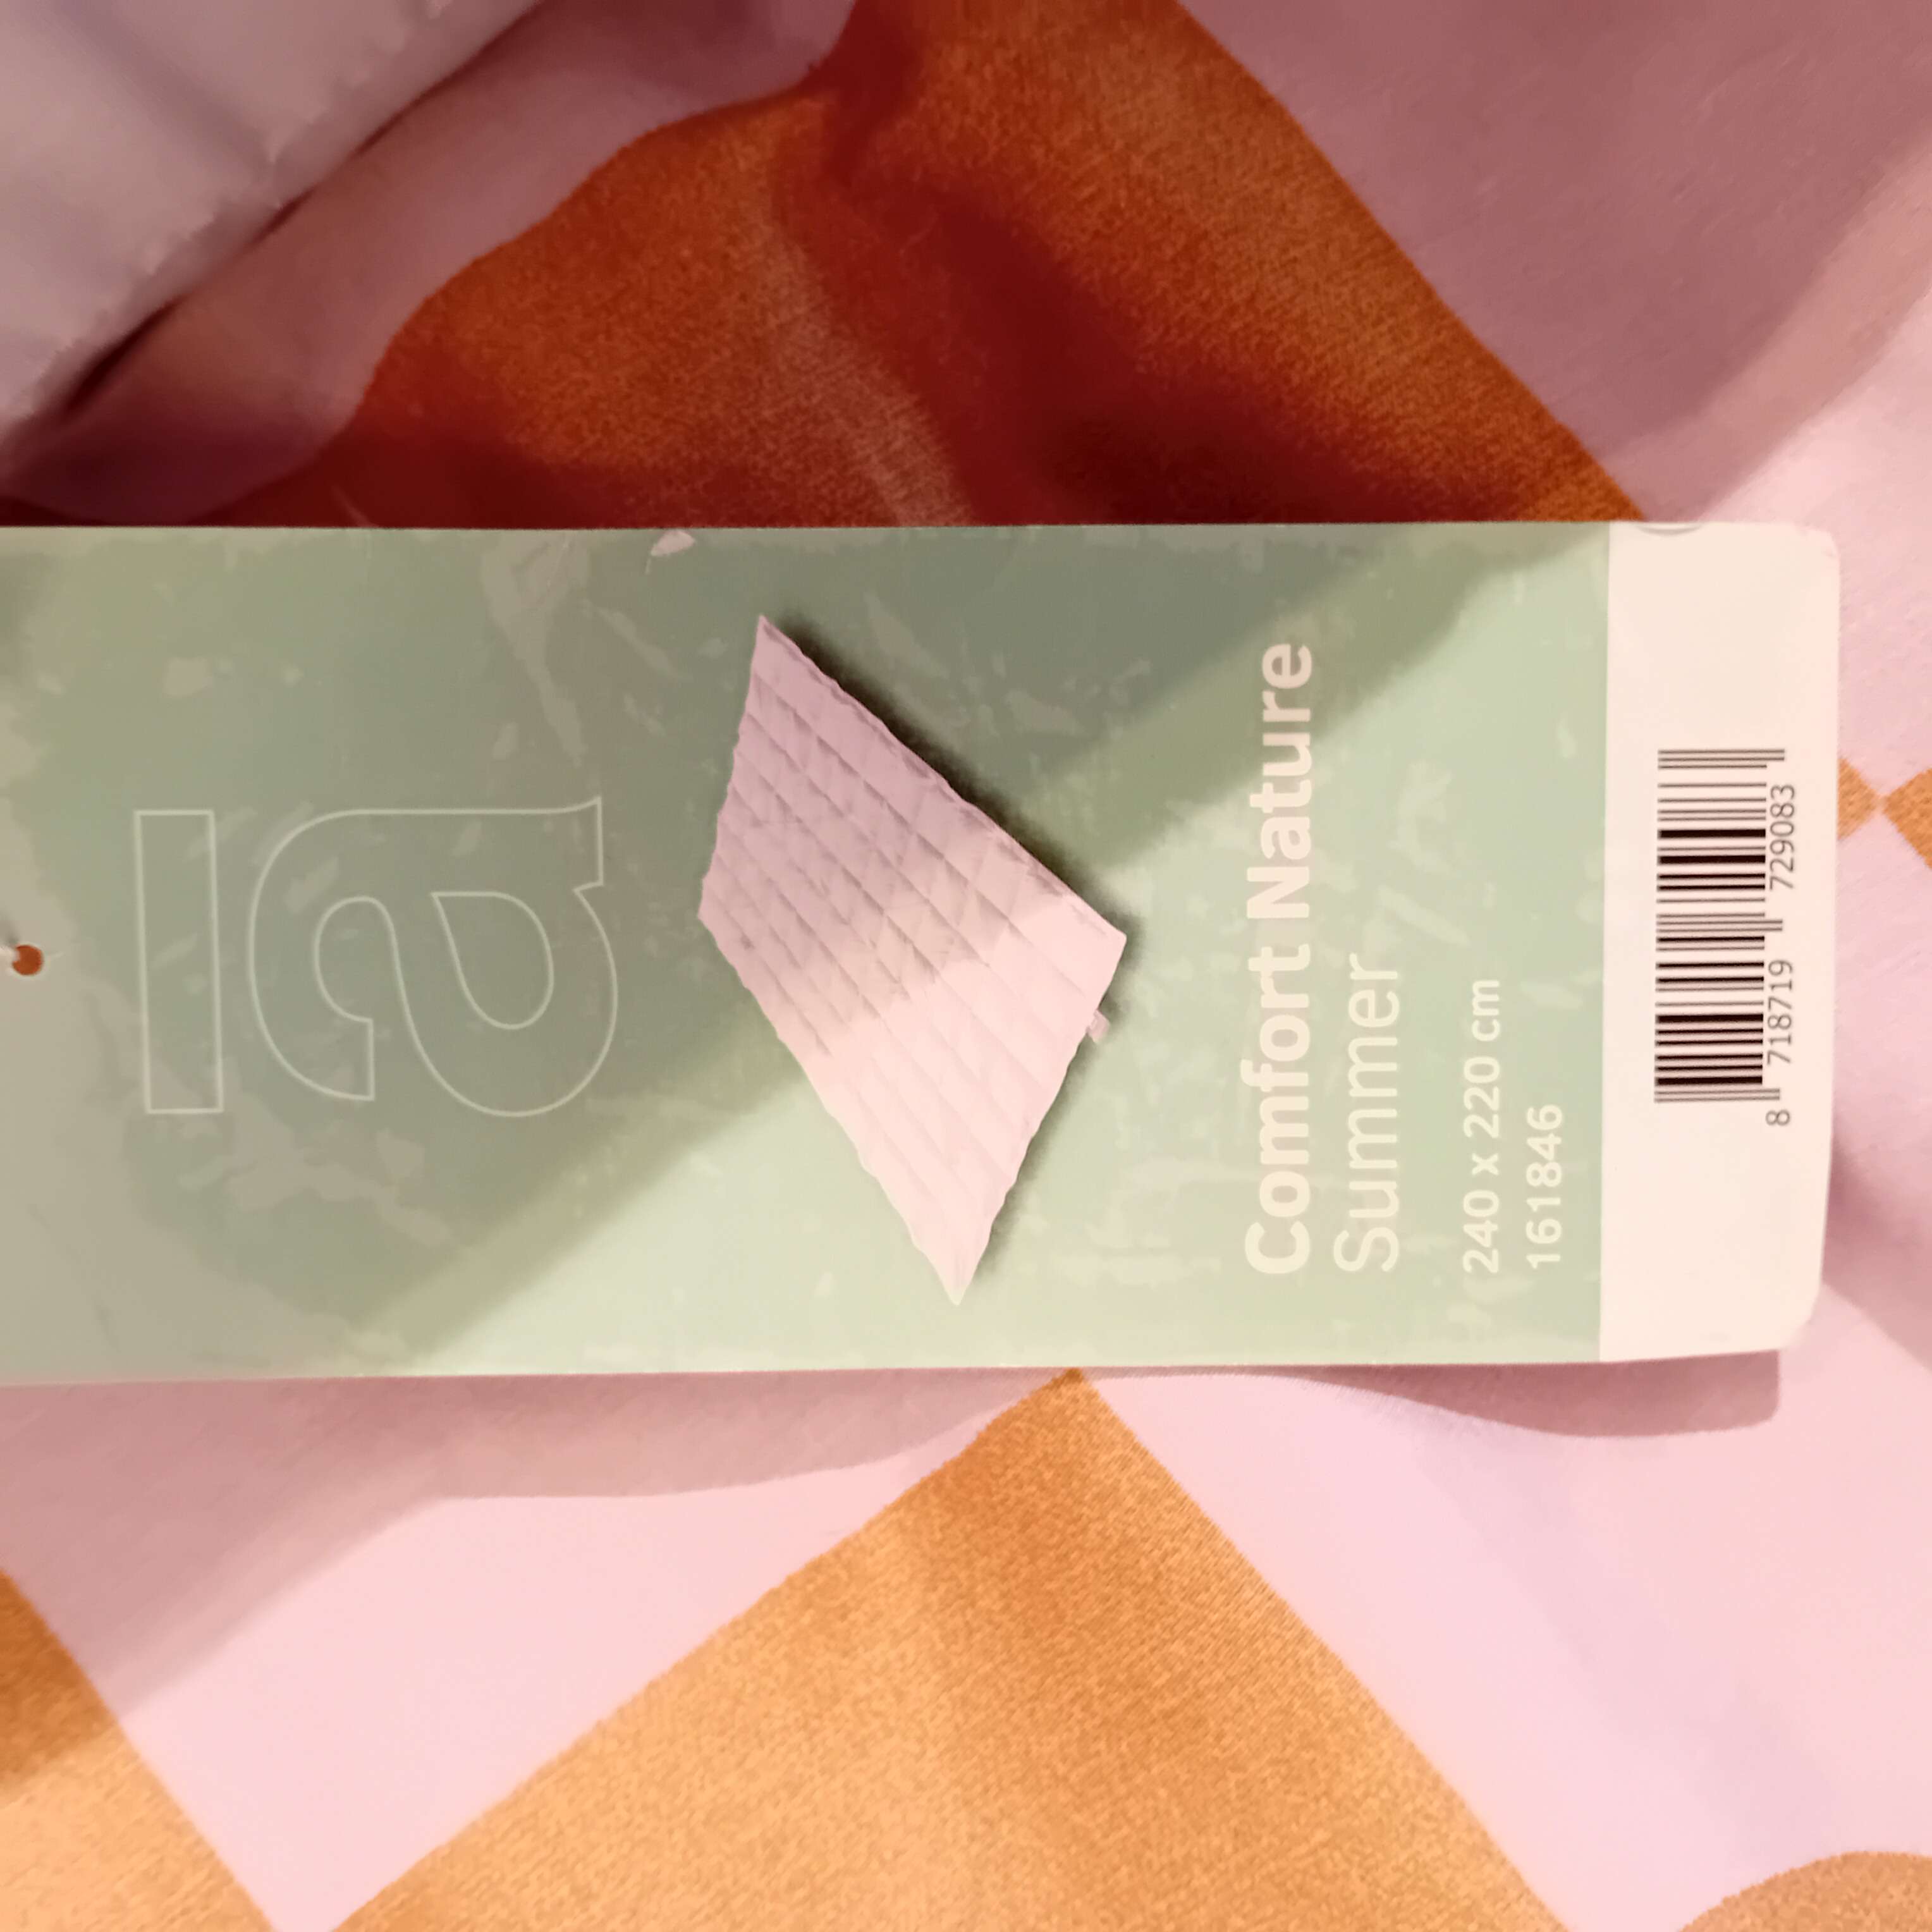 a
Comfort Nature
Summer
240 x 220 cm
161846
8 718719 729083